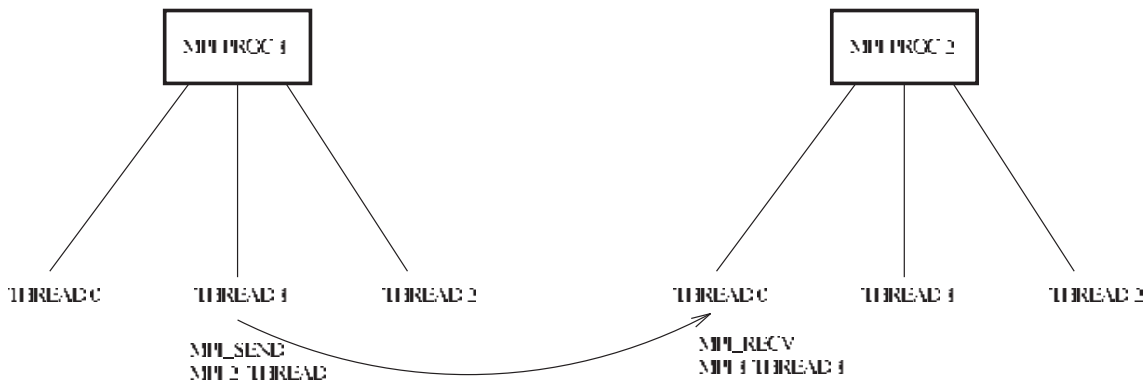 MPI PROC 1
MPI PROC 2
THREAD 0
THREAD 1
THREAD 2
THREAD 0
THREAD 1
THREAD 2
MPI_SEND
MPI 2 THREAD
MPI_RECV
MPI 1 THREAD 1